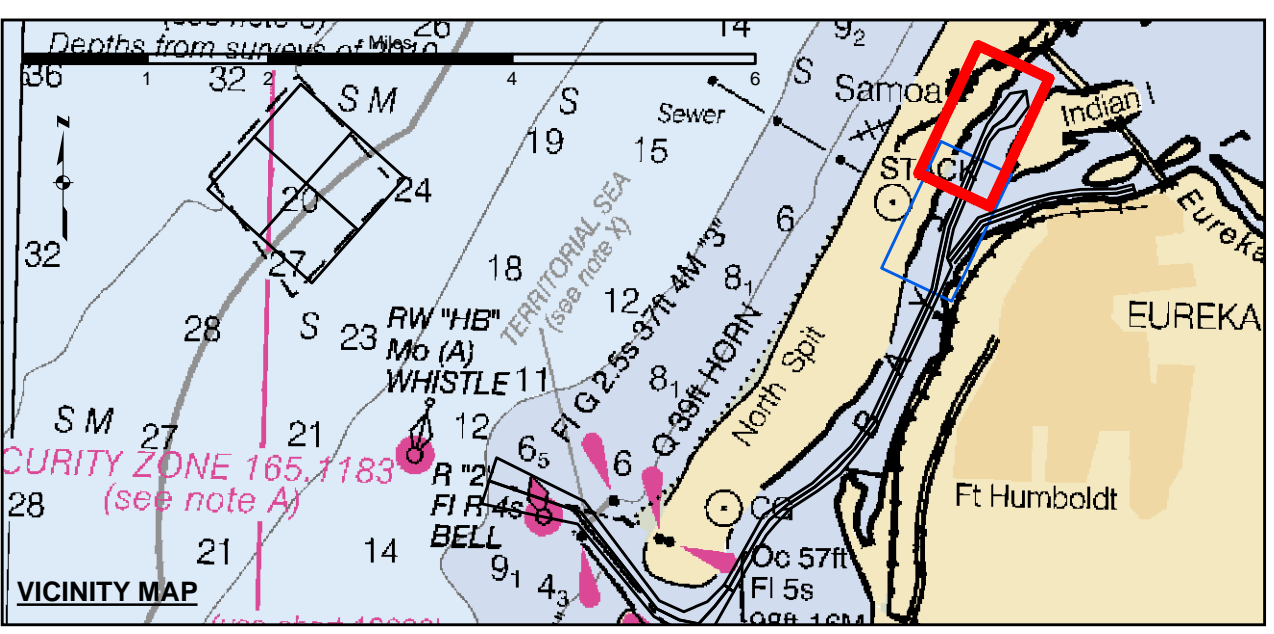 26
14
9₂
Depths from surveys of 2010
Miles
36
1
2
4
6
32
S M
S
S
Samoa
Indian I
Sewer
19
15
STACK
20
24
6
Eureka
32
27
18
TERRITORIAL SEA
(see note X)
12
8₁
EUREKA
28
S
23
RW "HB"
Mo (A)
WHISTLE
11
Fl G 2.5s 37ft 4M "3"
8₁
Q 39ft HORN
North Spit
B A Y
S M
27
21
12
6₅
6
CURITY ZONE 165.1183
(see note A)
R "2"
Fl R 4s
BELL
28
CG
Ft Humboldt
21
14
9₁
4₃
Oc 57ft
Fl 5s
98ft 16M
VICINITY MAP
N